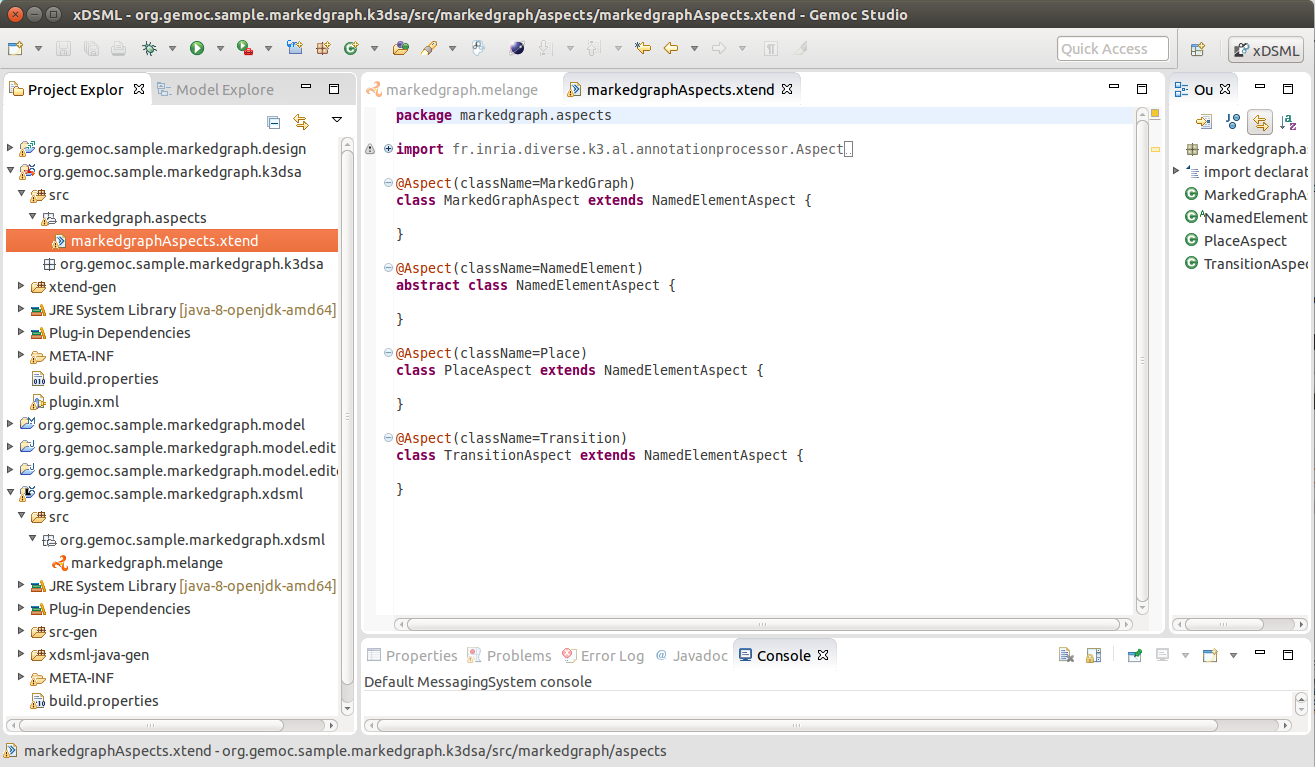 xDSML - org.gemoc.sample.markedgraph.k3dsa/src/markedgraph/aspects/markedgraphAspects.xtend - Gemoc Studio
Quick Access
xDSML
Project Explor
Model Explore
org.gemoc.sample.markedgraph.design
org.gemoc.sample.markedgraph.k3dsa
src
markedgraph.aspects
markedgraphAspects.xtend
org.gemoc.sample.markedgraph.k3dsa
xtend-gen
JRE System Library [java-8-openjdk-amd64]
Plug-in Dependencies
META-INF
build.properties
plugin.xml
org.gemoc.sample.markedgraph.model
org.gemoc.sample.markedgraph.model.edit
org.gemoc.sample.markedgraph.model.edit
org.gemoc.sample.markedgraph.xdsml
src
org.gemoc.sample.markedgraph.xdsml
markedgraph.melange
JRE System Library [java-8-openjdk-amd64]
Plug-in Dependencies
src-gen
xdsml-java-gen
META-INF
build.properties
markedgraph.melange
markedgraphAspects.xtend
package markedgraph.aspects
import fr.inria.diverse.k3.al.annotationprocessor.Aspect
@Aspect(className=MarkedGraph)
class MarkedGraphAspect extends NamedElementAspect {
}
@Aspect(className=NamedElement)
abstract class NamedElementAspect {
}
@Aspect(className=Place)
class PlaceAspect extends NamedElementAspect {
}
@Aspect(className=Transition)
class TransitionAspect extends NamedElementAspect {
}
Ou
markedgraph.a
import declarat
MarkedGraphA
NamedElement
PlaceAspect
TransitionAspec
Properties
Problems
Error Log
Javadoc
Console
Default MessagingSystem console
markedgraphAspects.xtend - org.gemoc.sample.markedgraph.k3dsa/src/markedgraph/aspects